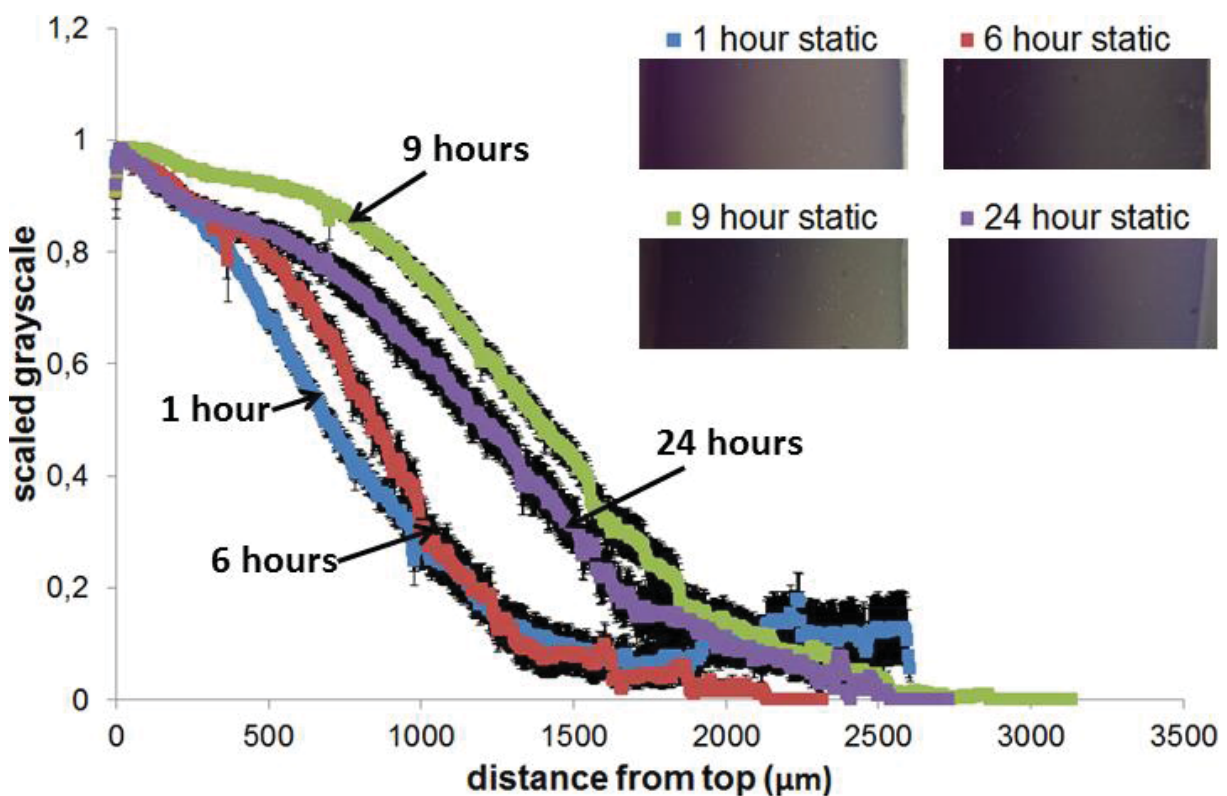 1,2
1
0,8
0,6
0,4
0,2
0
scaled grayscale
0 500 1000 1500 2000 2500 3000 3500
distance from top (µm)
1 hour static
6 hour static
9 hour static
24 hour static
9 hours
1 hour
24 hours
6 hours